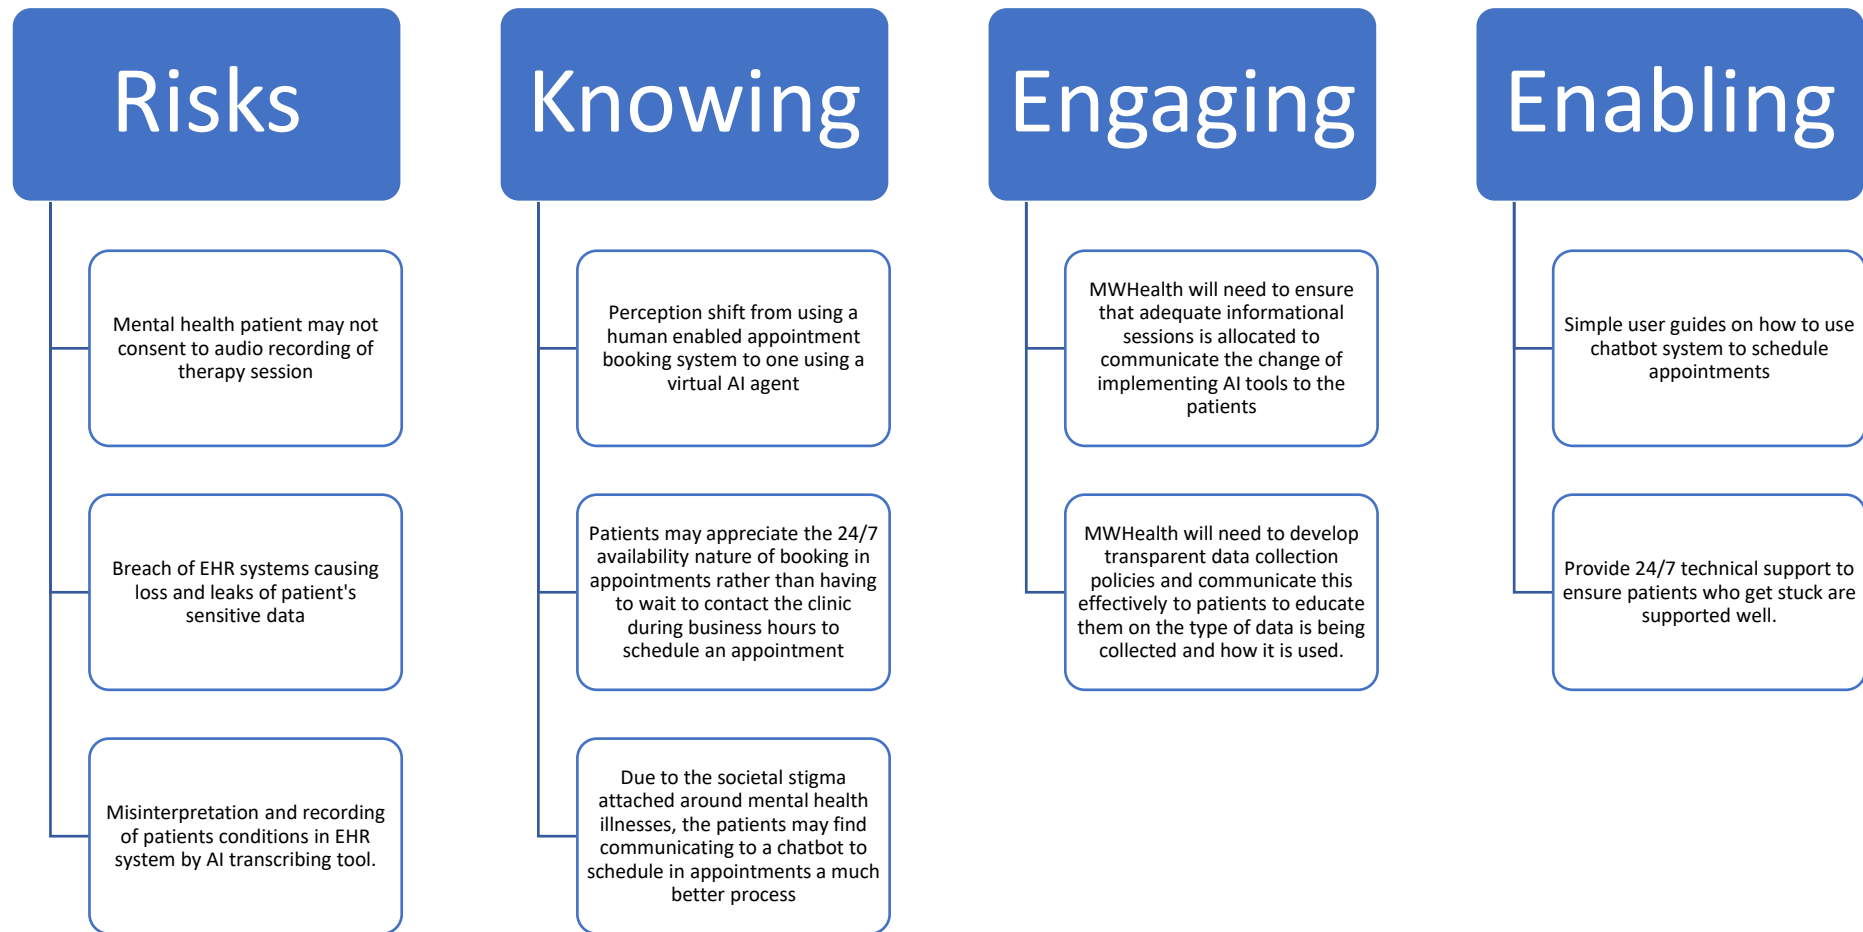 Risks
Mental health patient may not
consent to audio recording of
therapy session
Breach of EHR systems causing
loss and leaks of patient's
sensitive data
Misinterpretation and recording
of patients conditions in EHR
system by AI transcribing tool.
Knowing
Perception shift from using a
human enabled appointment
booking system to one using a
virtual AI agent
Patients may appreciate the 24/7
availability nature of booking in
appointments rather than having
to wait to contact the clinic
during business hours to
schedule an appointment
Due to the societal stigma
attached around mental health
illnesses, the patients may find
communicating to a chatbot to
schedule in appointments a much
better process
Engaging
MWHealth will need to ensure
that adequate informational
sessions is allocated to
communicate the change of
implementing AI tools to the
patients
MWHealth will need to develop
transparent data collection
policies and communicate this
effectively to patients to educate
them on the type of data is being
collected and how it is used.
Enabling
Simple user guides on how to use
chatbot system to schedule
appointments
Provide 24/7 technical support to
ensure patients who get stuck are
supported well.